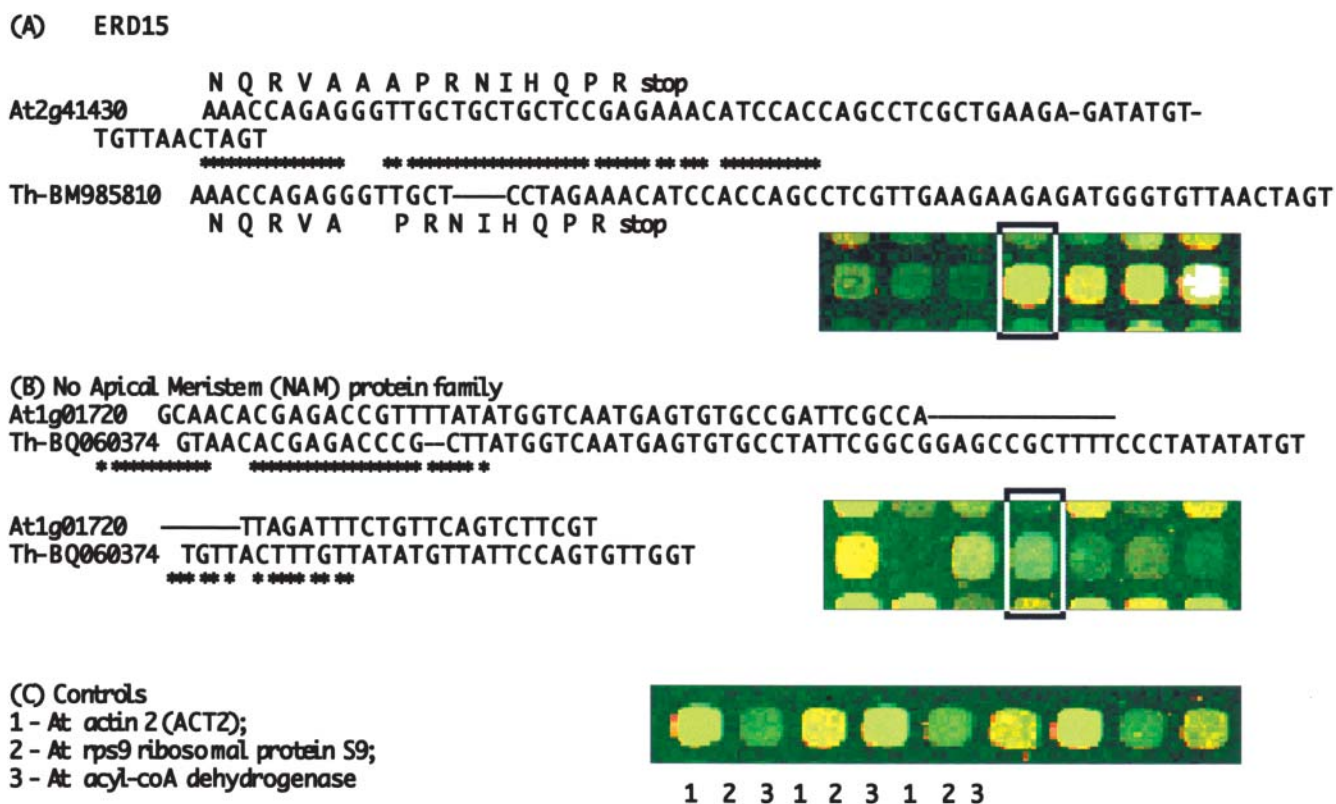 (A) ERD15
N Q R V A A A P R N I H Q P R stop
At2g41430 AAACCAGAGGGTTGCTGCTGCTCCGAGAAACATCCACCAGCCTCGCTGAAGA-GATATGT-
TGTTAACTAGT
Th-BM985810 AAACCAGAGGGTTGCT——CCTAGAAACATCCACCAGCCTCGTTGAAGAAGAGATGGGTGTTAACTAGT
N Q R V A P R N I H Q P R stop
(B) No Apical Meristem (NAM) protein family
At1g01720 GCAACACGAGACCGTTTTATATGGTCAATGAGTGTGCCGATTCGCCA——————
Th-BQ060374 GTAACACGAGACCCG--CTTATGGTCAATGAGTGTGCCTATTCGGCGGAGCCGCTTTTCCCTATATATGT
At1g01720 ————TTAGATTTCTGTTCAGTCTTCGT
Th-BQ060374 TGTTACTTTGTTATATGTTATTCCAGTGTTGGT
(C) Controls
1 - At actin 2 (ACT2);
2 - At rps9 ribosomal protein S9;
3 - At acyl-coA dehydrogenase
1 2 3 1 2 3 1 2 3